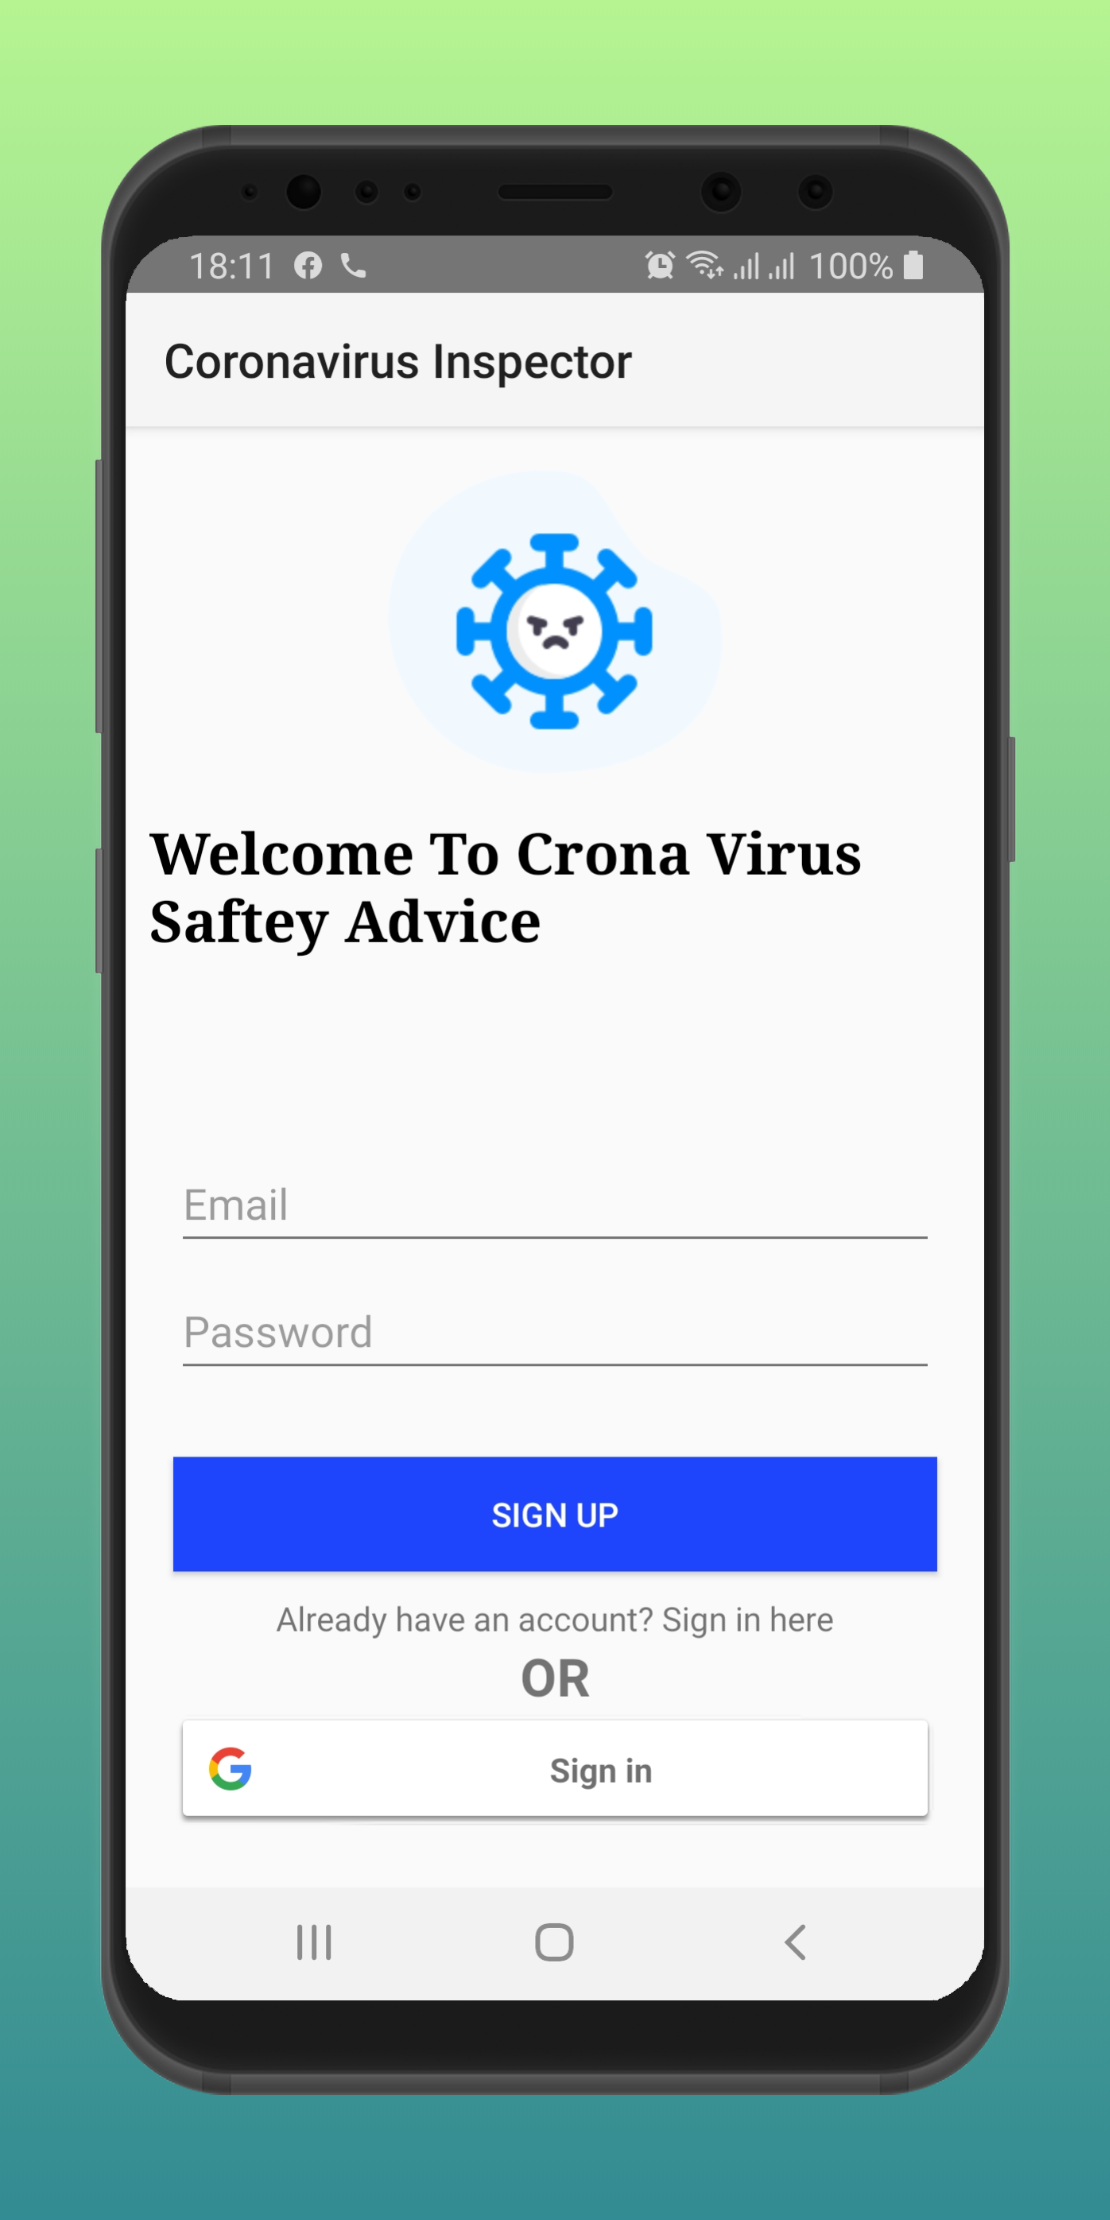 18:11 100%
Coronavirus Inspector
Welcome To Crona Virus
Saftey Advice
Email
Password
SIGN UP
Already have an account? Sign in here
OR
Sign in